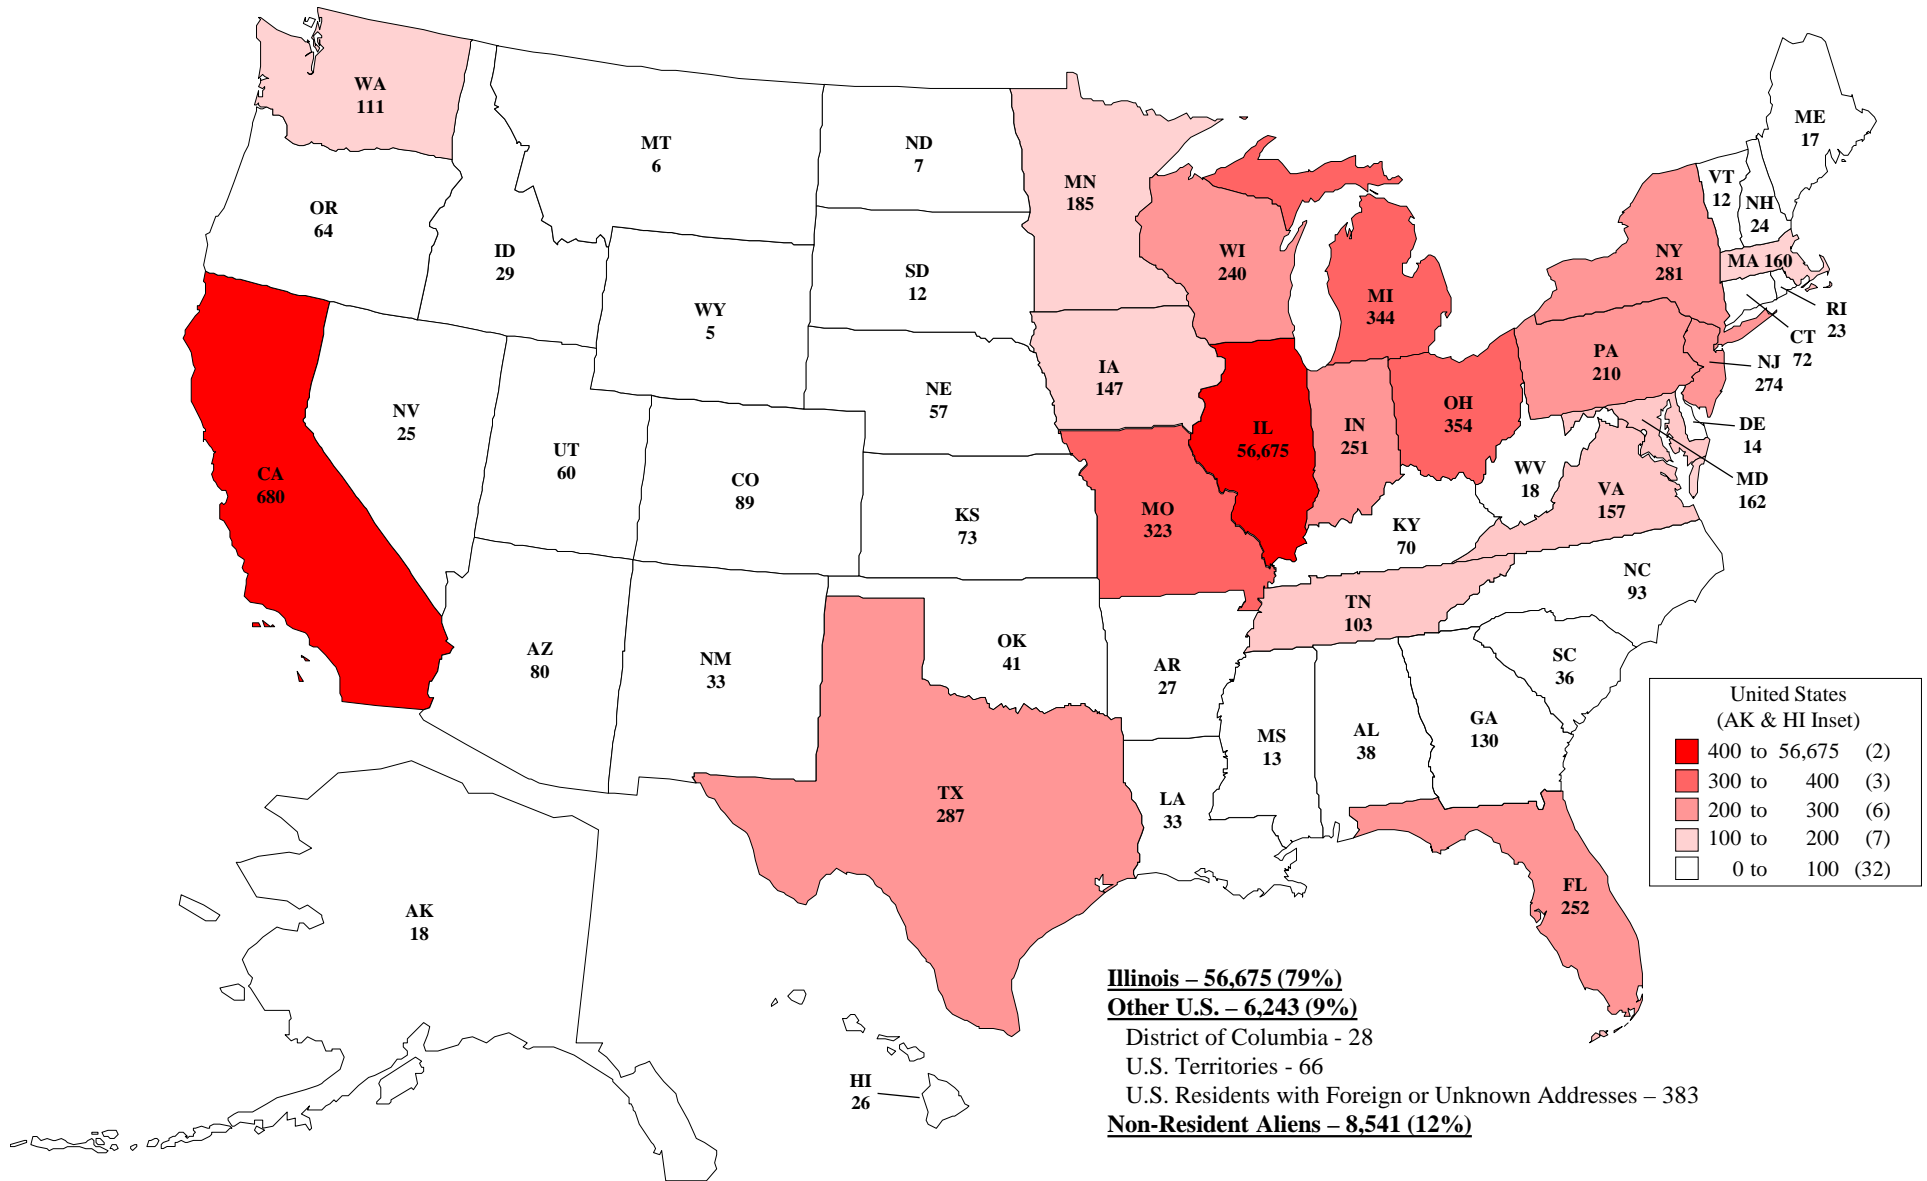 WA
111
MT
6
ND
7
MN
185
ME
17
VT
12
NH
24
OR
64
ID
29
WI
240
NY
281
MA 160
SD
12
MI
344
RI
23
WY
5
CT
72
PA
210
NJ
274
IA
147
NE
57
NV
25
IL
56,675
IN
251
OH
354
DE
14
UT
60
CO
89
CA
680
WV
18
MD
162
VA
157
KS
73
MO
323
KY
70
NC
93
TN
103
AZ
80
NM
33
OK
41
AR
27
SC
36
MS
13
AL
38
GA
130
United States
(AK & HI Inset)
400 to 56,675 (2)
300 to 400 (3)
200 to 300 (6)
100 to 200 (7)
0 to 100 (32)
TX
287
LA
33
FL
252
AK
18
HI
26
Illinois – 56,675 (79%)
Other U.S. – 6,243 (9%)
District of Columbia - 28
U.S. Territories - 66
U.S. Residents with Foreign or Unknown Addresses – 383
Non-Resident Aliens – 8,541 (12%)